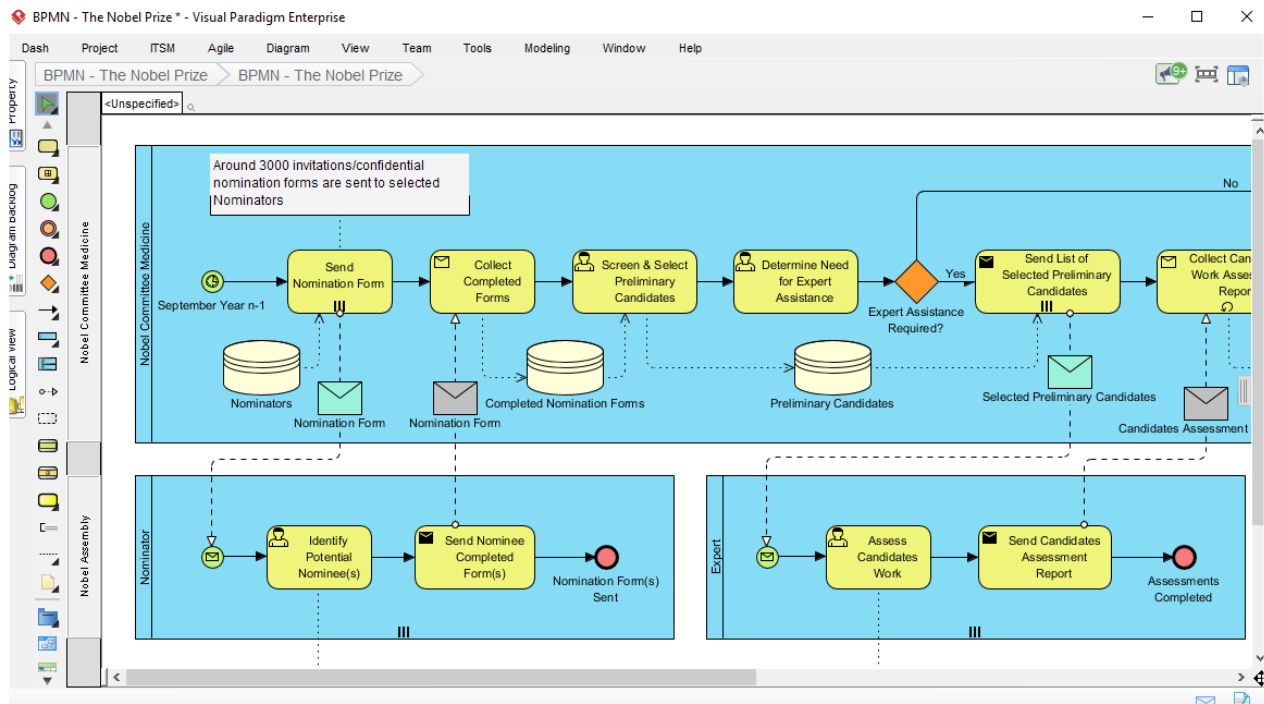 BPMN - The Nobel Prize * - Visual Paradigm Enterprise
Dash Project ITSM Agile Diagram View Team Tools Modeling Window Help
BPMN - The Nobel Prize BPMN - The Nobel Prize
9+
Property
Diagram Backlog
Logical View
<Unspecified>
Nobel Committee Medicine
Nobel Committee Medicine
Around 3000 invitations/confidential
nomination forms are sent to selected
Nominators
September Year n-1
Send
Nomination Form
Collect
Completed
Forms
Screen & Select
Preliminary
Candidates
Determine Need
for Expert
Assistance
Expert Assistance
Required?
Yes
No
Send List of
Selected Preliminary
Candidates
Collect Can
Work Asses
Repor
Nominators
Nomination Form
Nomination Form
Completed Nomination Forms
Preliminary Candidates
Selected Preliminary Candidates
Candidates Assessment
Nobel Assembly
Nominator
Identify
Potential
Nominee(s)
Send Nominee
Completed
Form(s)
Nomination Form(s)
Sent
Expert
Assess
Candidates
Work
Send Candidates
Assessment
Report
Assessments
Completed